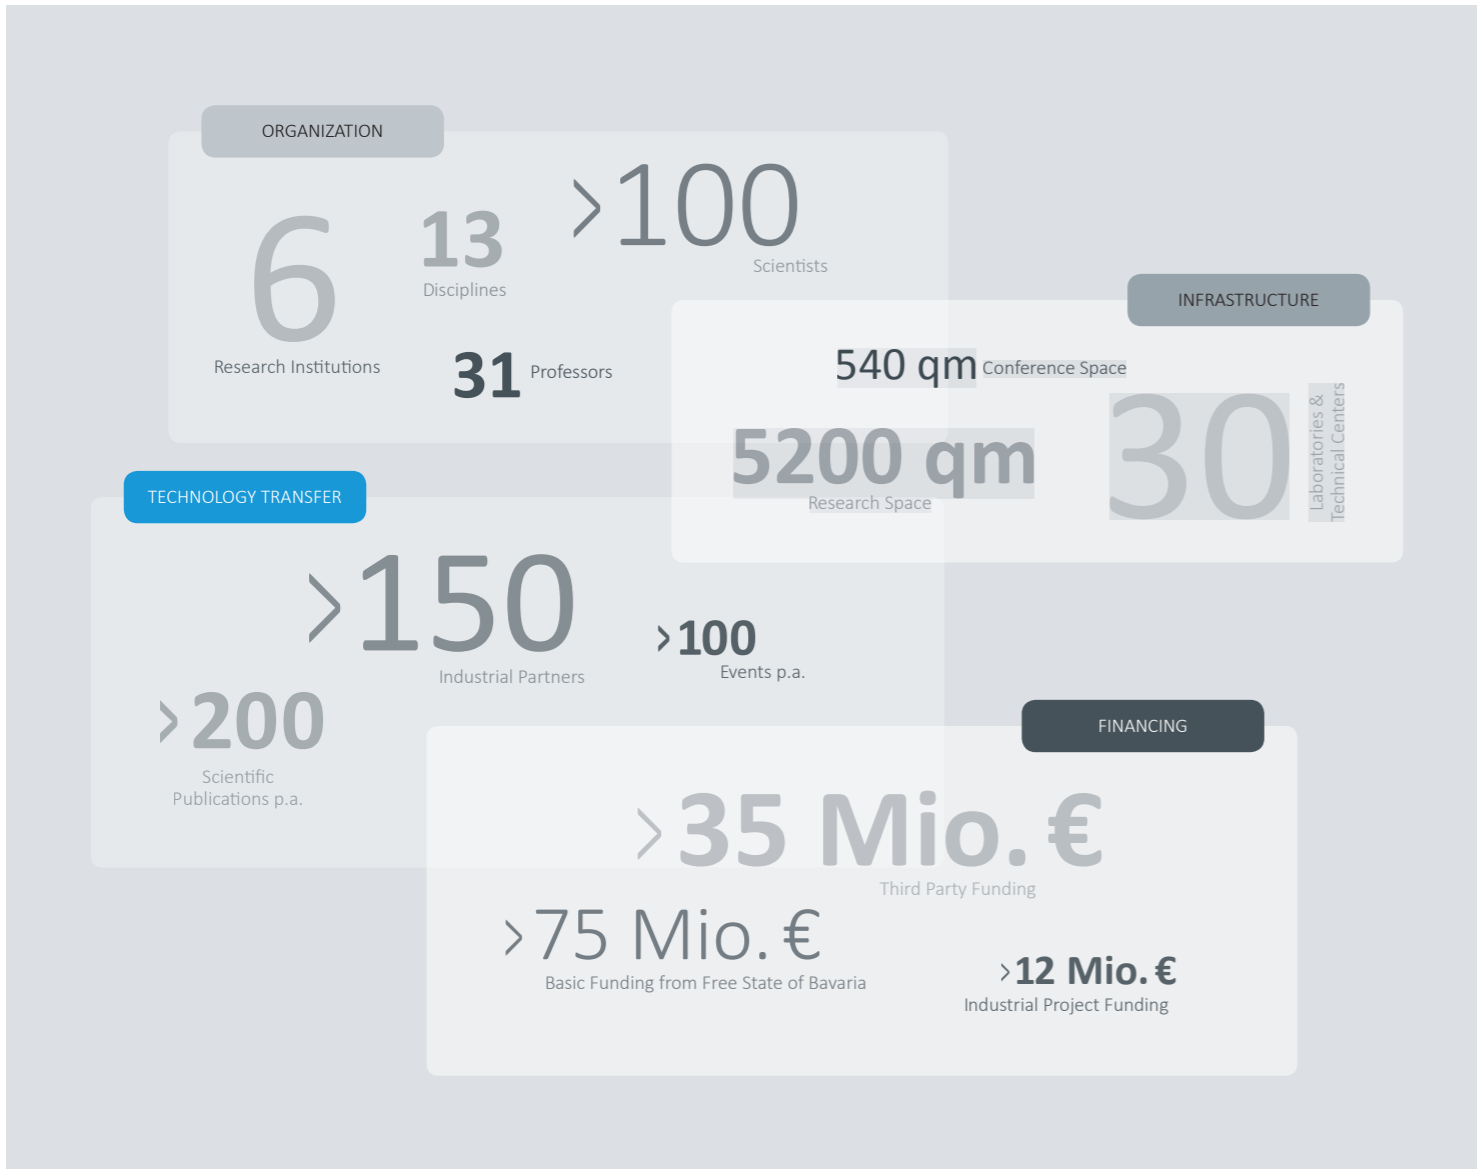 ORGANIZATION
6
Research Institutions
13
Disciplines
>100
Scientists
31 Professors
INFRASTRUCTURE
540 qm Conference Space
5200 qm
Research Space
30
Laboratories &
Technical Centers
TECHNOLOGY TRANSFER
>150
Industrial Partners
>100
Events p.a.
>200
Scientific
Publications p.a.
FINANCING
>35 Mio. €
Third Party Funding
>75 Mio. €
Basic Funding from Free State of Bavaria
>12 Mio. €
Industrial Project Funding